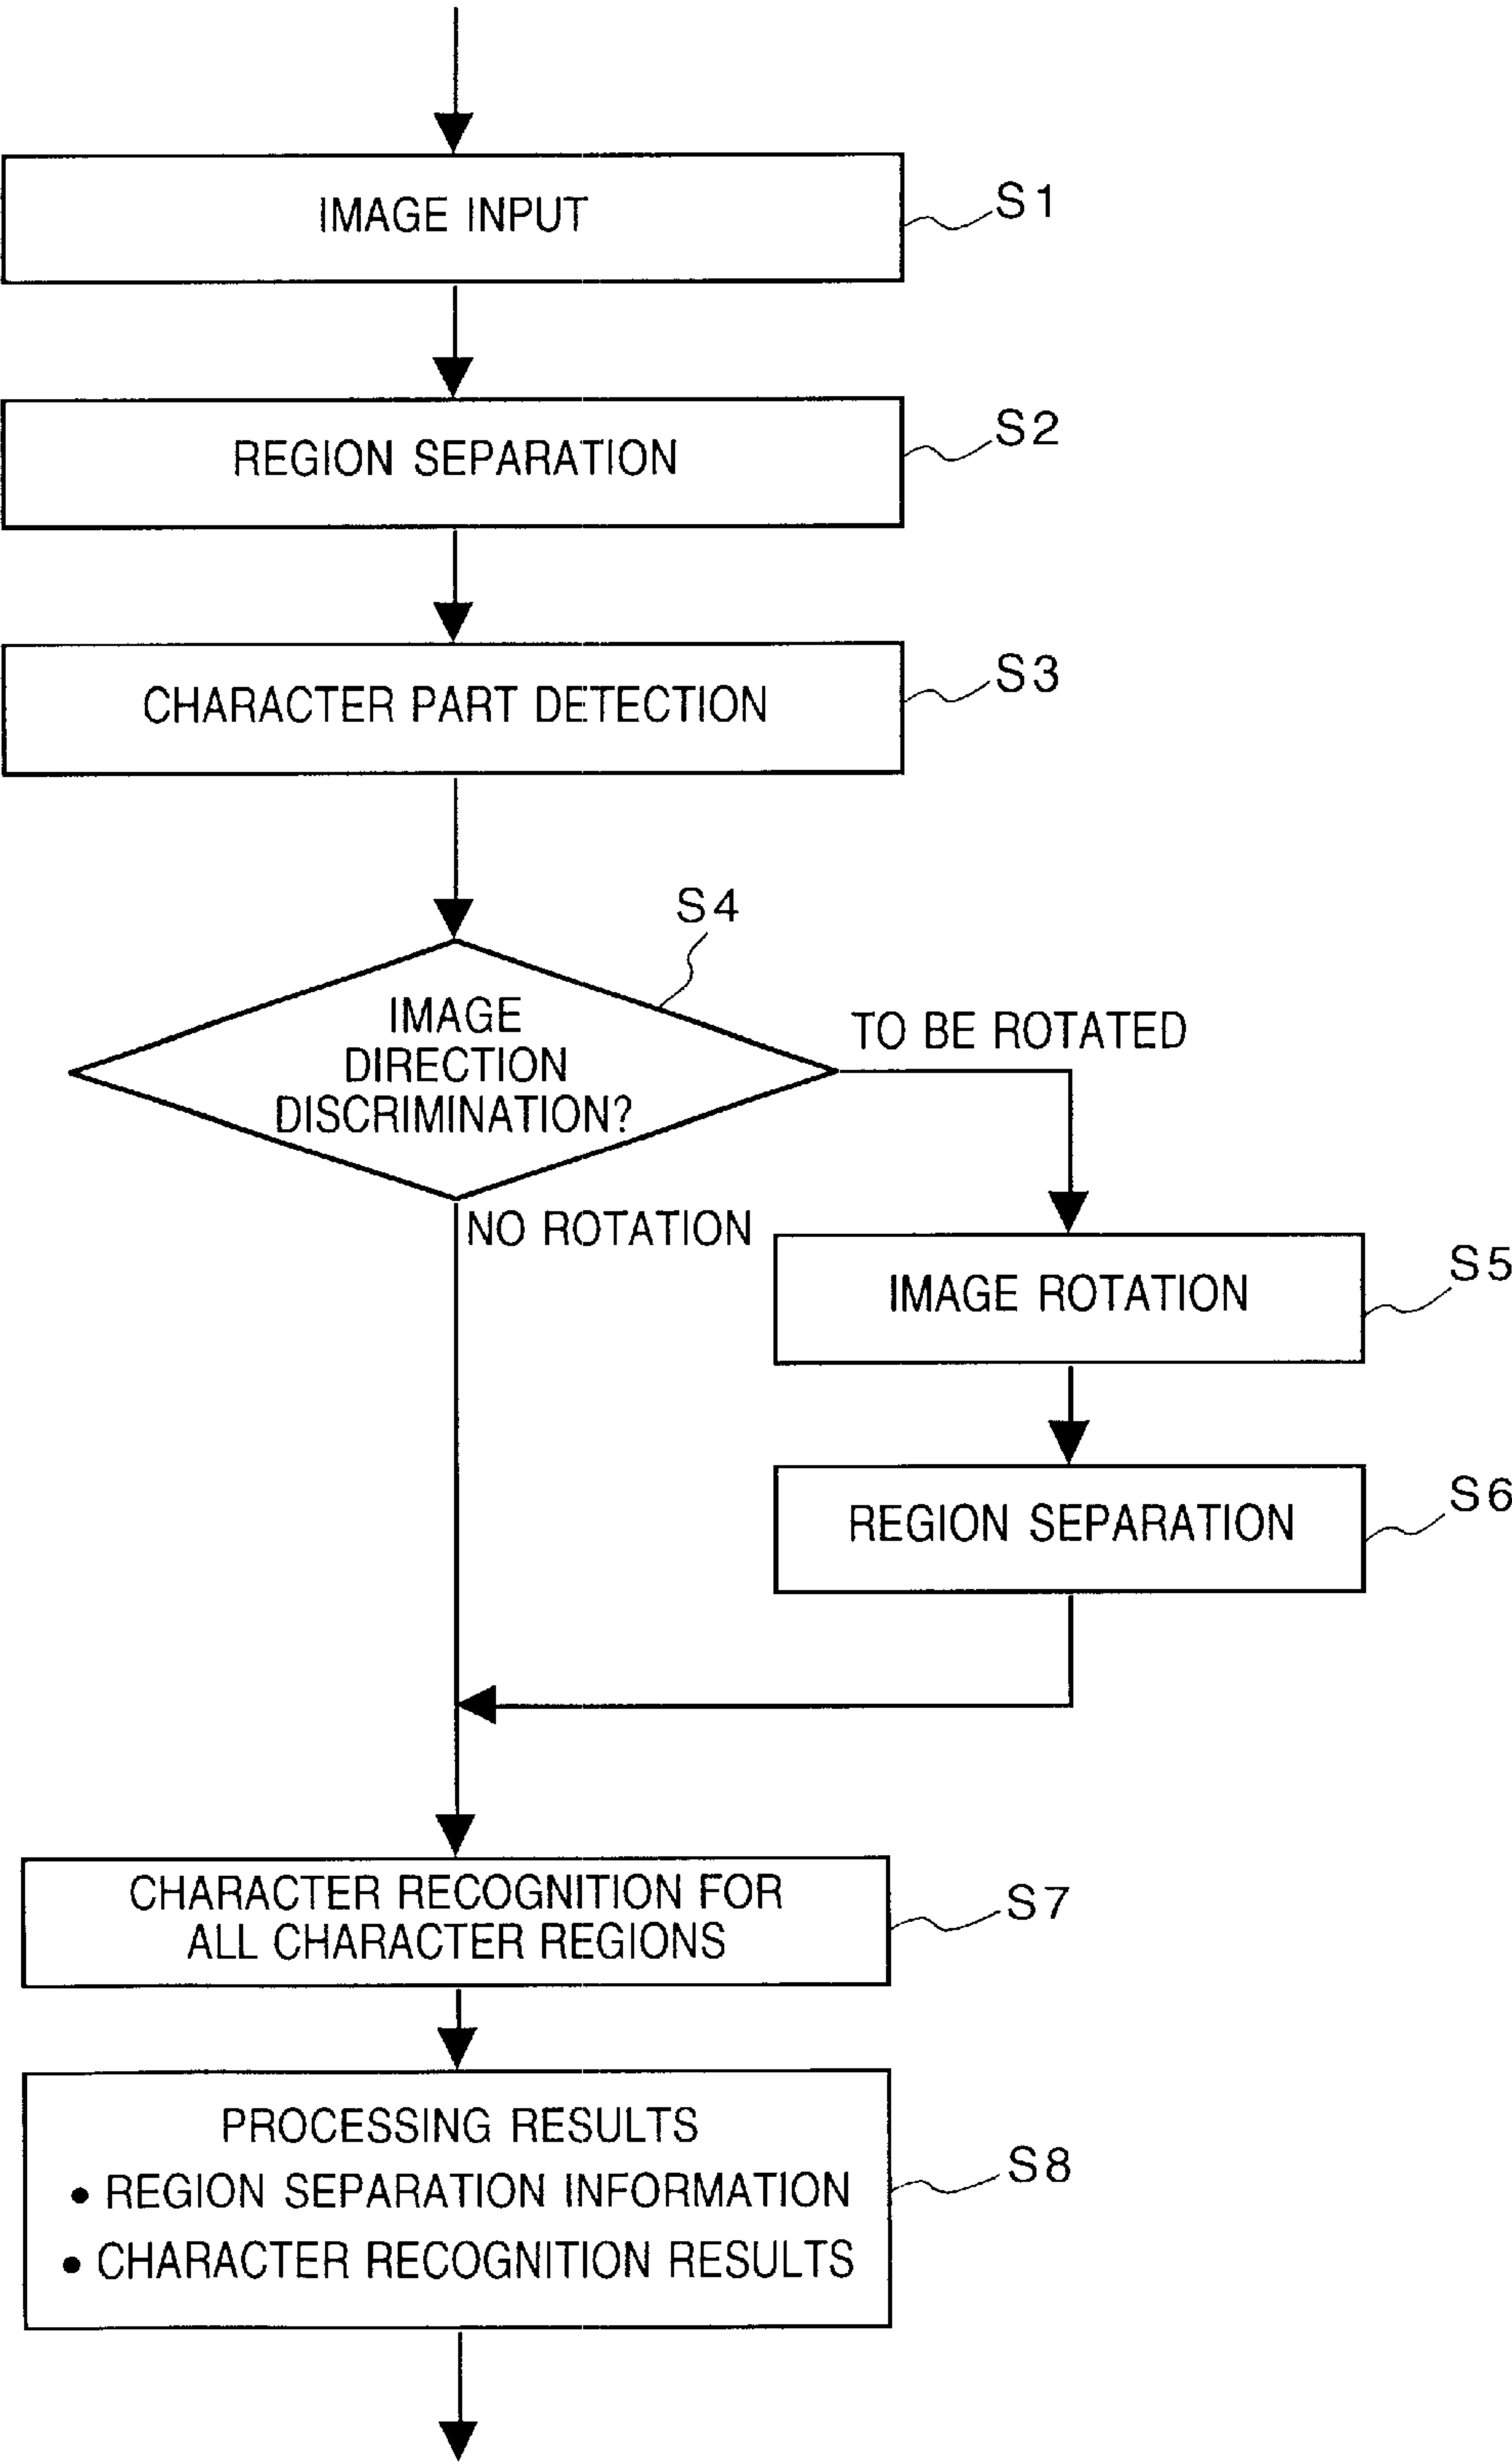 IMAGE INPUT
S1
REGION SEPARATION
S2
CHARACTER PART DETECTION
S3
S4
IMAGE
DIRECTION
DISCRIMINATION?
TO BE ROTATED
NO ROTATION
IMAGE ROTATION
S5
REGION SEPARATION
S6
CHARACTER RECOGNITION FOR
ALL CHARACTER REGIONS
S7
PROCESSING RESULTS
• REGION SEPARATION INFORMATION
• CHARACTER RECOGNITION RESULTS
S8